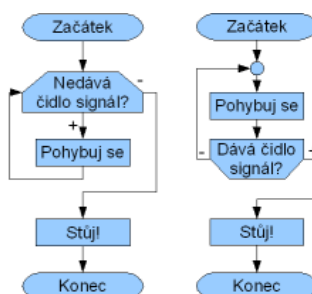 Začátek
Nedává
čidlo signál?
-
+
Pohybuj se
Stůj!
Konec
Začátek
Pohybuj se
Dává čidlo
signál?
-
+
Stůj!
Konec